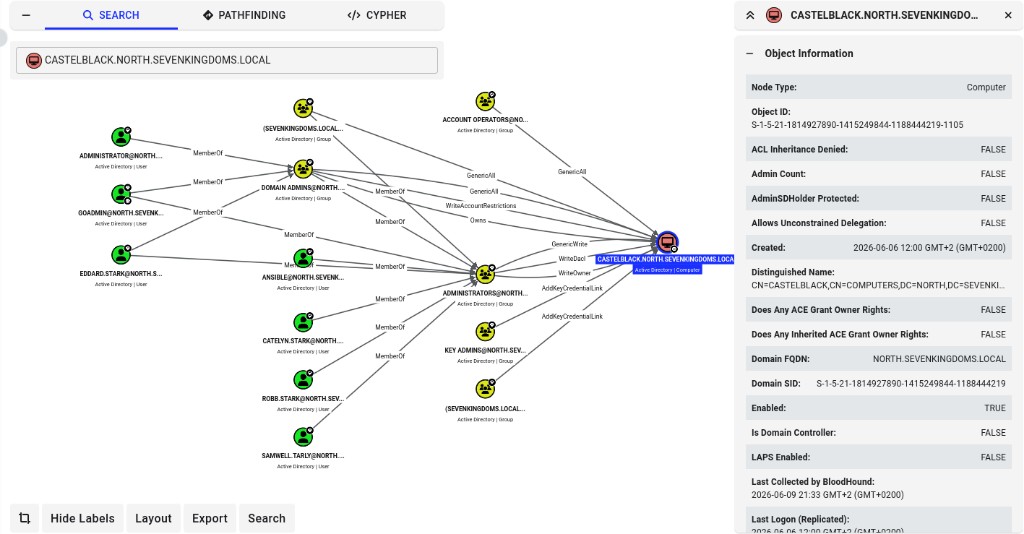 SEARCH
PATHFINDING
</> CYPHER
CASTELBLACK.NORTH.SEVENKINGDOMS.LOCAL
(SEVENKINGDOMS.LOCAL...
Active Directory | Group
ACCOUNT OPERATORS@NO...
Active Directory | Group
ADMINISTRATOR@NORTH....
Active Directory | User
MemberOf
GenericAll
GenericAll
DOMAIN ADMINS@NORTH....
Active Directory | Group
MemberOf
MemberOf
GenericAll
WriteAccountRestrictions
GOADMIN@NORTH.SEVENK...
Active Directory | User
MemberOf
MemberOf
Owns
MemberOf
GenericWrite
EDDARD.STARK@NORTH.S...
Active Directory | User
MemberOf
MemberOf
WriteDacl
CASTELBLACK.NORTH.SEVENKINGDOMS.LOCA
Active Directory | Computer
ANSIBLE@NORTH.SEVENK...
Active Directory | User
WriteOwner
ADMINISTRATORS@NORTH...
Active Directory | Group
AddKeyCredentialLink
MemberOf
AddKeyCredentialLink
MemberOf
CATELYN.STARK@NORTH....
Active Directory | User
KEY ADMINS@NORTH.SEV...
Active Directory | Group
MemberOf
ROBB.STARK@NORTH.SEV...
Active Directory | User
(SEVENKINGDOMS.LOCAL...
Active Directory | Group
SAMWELL.TARLY@NORTH...
Active Directory | User
Hide Labels
Layout
Export
Search
CASTELBLACK.NORTH.SEVENKINGDO...
Object Information
Node Type: Computer
Object ID:
S-1-5-21-1814927890-1415249844-1188444219-1105
ACL Inheritance Denied: FALSE
Admin Count: FALSE
AdminSDHolder Protected: FALSE
Allows Unconstrained Delegation: FALSE
Created: 2026-06-06 12:00 GMT+2 (GMT+0200)
Distinguished Name:
CN=CASTELBLACK,CN=COMPUTERS,DC=NORTH,DC=SEVENKI...
Does Any ACE Grant Owner Rights: FALSE
Does Any Inherited ACE Grant Owner Rights: FALSE
Domain FQDN: NORTH.SEVENKINGDOMS.LOCAL
Domain SID: S-1-5-21-1814927890-1415249844-1188444219
Enabled: TRUE
Is Domain Controller: FALSE
LAPS Enabled: FALSE
Last Collected by BloodHound:
2026-06-09 21:33 GMT+2 (GMT+0200)
Last Logon (Replicated):
2026-06-06 12:00 GMT+2 (GMT+0200)